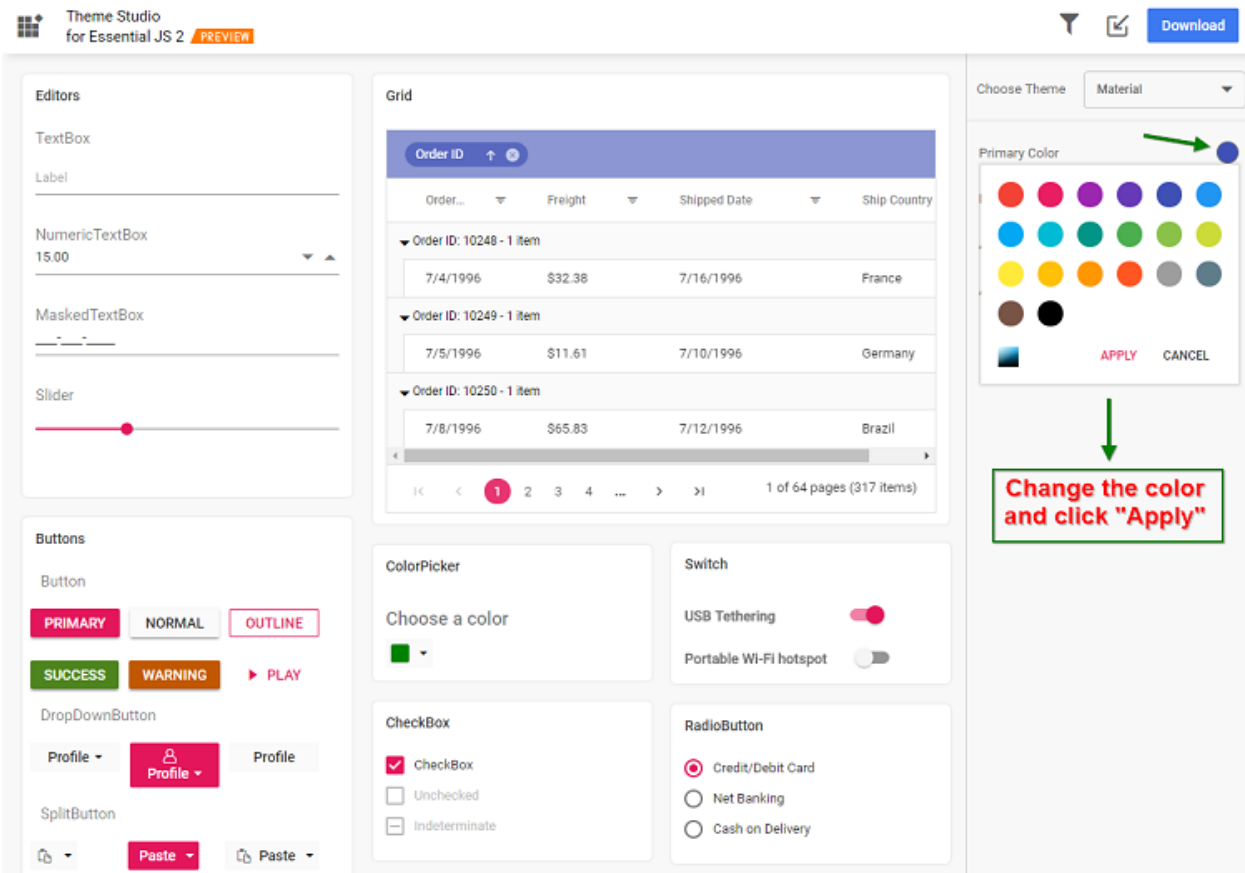 Theme Studio
for Essential JS 2 PREVIEW
Download
Editors
TextBox
Label
NumericTextBox
15.00
MaskedTextBox
___-___-____
Slider
Grid
Order ID
Order... Freight Shipped Date Ship Country
Order ID: 10248 - 1 item
7/4/1996 $32.38 7/16/1996 France
Order ID: 10249 - 1 item
7/5/1996 $11.61 7/10/1996 Germany
Order ID: 10250 - 1 item
7/8/1996 $65.83 7/12/1996 Brazil
1 2 3 4 ... 1 of 64 pages (317 items)
Choose Theme Material
Primary Color
APPLY CANCEL
Change the color
and click "Apply"
Buttons
Button
PRIMARY NORMAL OUTLINE
SUCCESS WARNING PLAY
DropDownButton
Profile Profile Profile
SplitButton
Paste Paste
ColorPicker
Choose a color
Switch
USB Tethering
Portable Wi-Fi hotspot
CheckBox
CheckBox
Unchecked
Indeterminate
RadioButton
Credit/Debit Card
Net Banking
Cash on Delivery